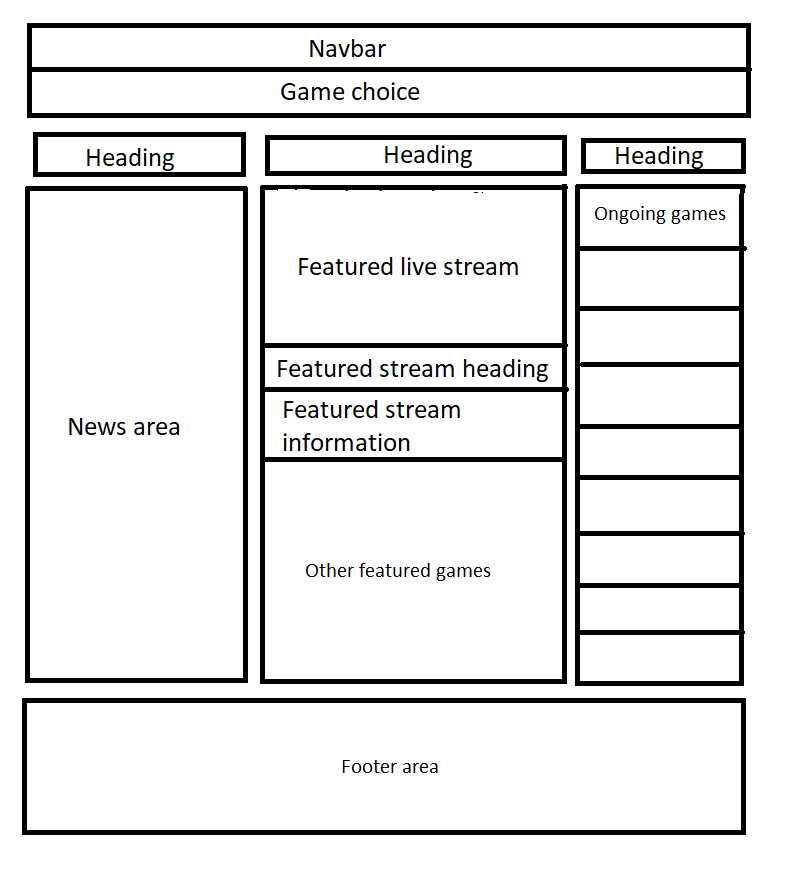 Navbar
Game choice
Heading
Heading
Heading
Ongoing games
Featured live stream
Featured stream heading
Featured stream
information
News area
Other featured games
Footer area